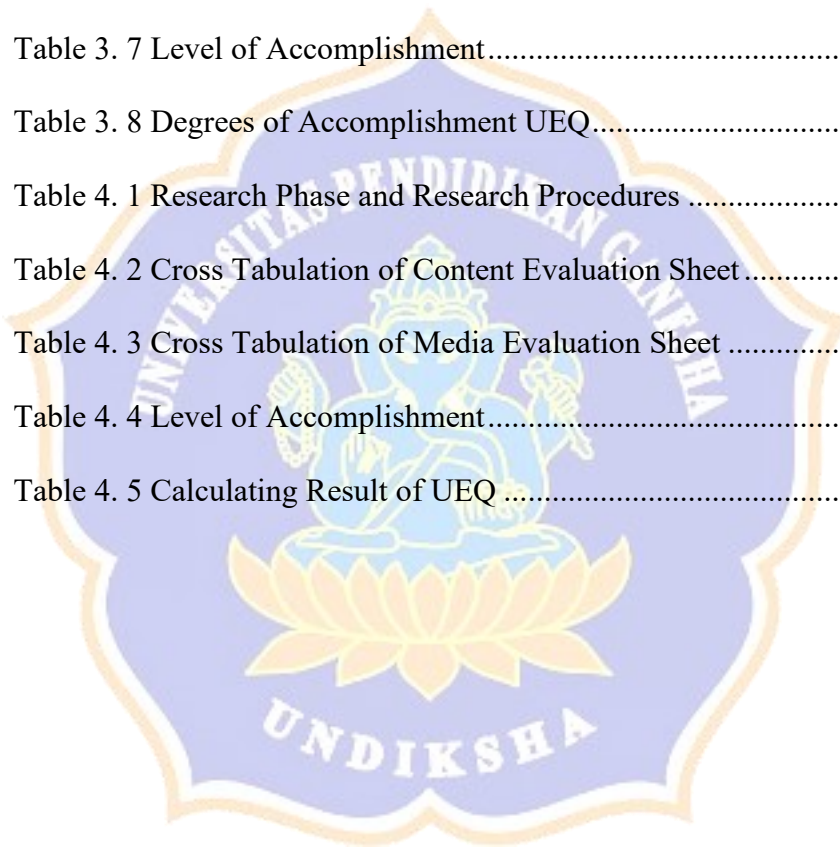 Table 3. 7 Level of Accomplishment........................................
Table 3. 8 Degrees of Accomplishment UEQ...........................
Table 4. 1 Research Phase and Research Procedures ................
Table 4. 2 Cross Tabulation of Content Evaluation Sheet..........
Table 4. 3 Cross Tabulation of Media Evaluation Sheet ............
Table 4. 4 Level of Accomplishment........................................
Table 4. 5 Calculating Result of UEQ ......................................
UNIVERSITAS PENDIDIKAN GANESHA
UNDIKSHA